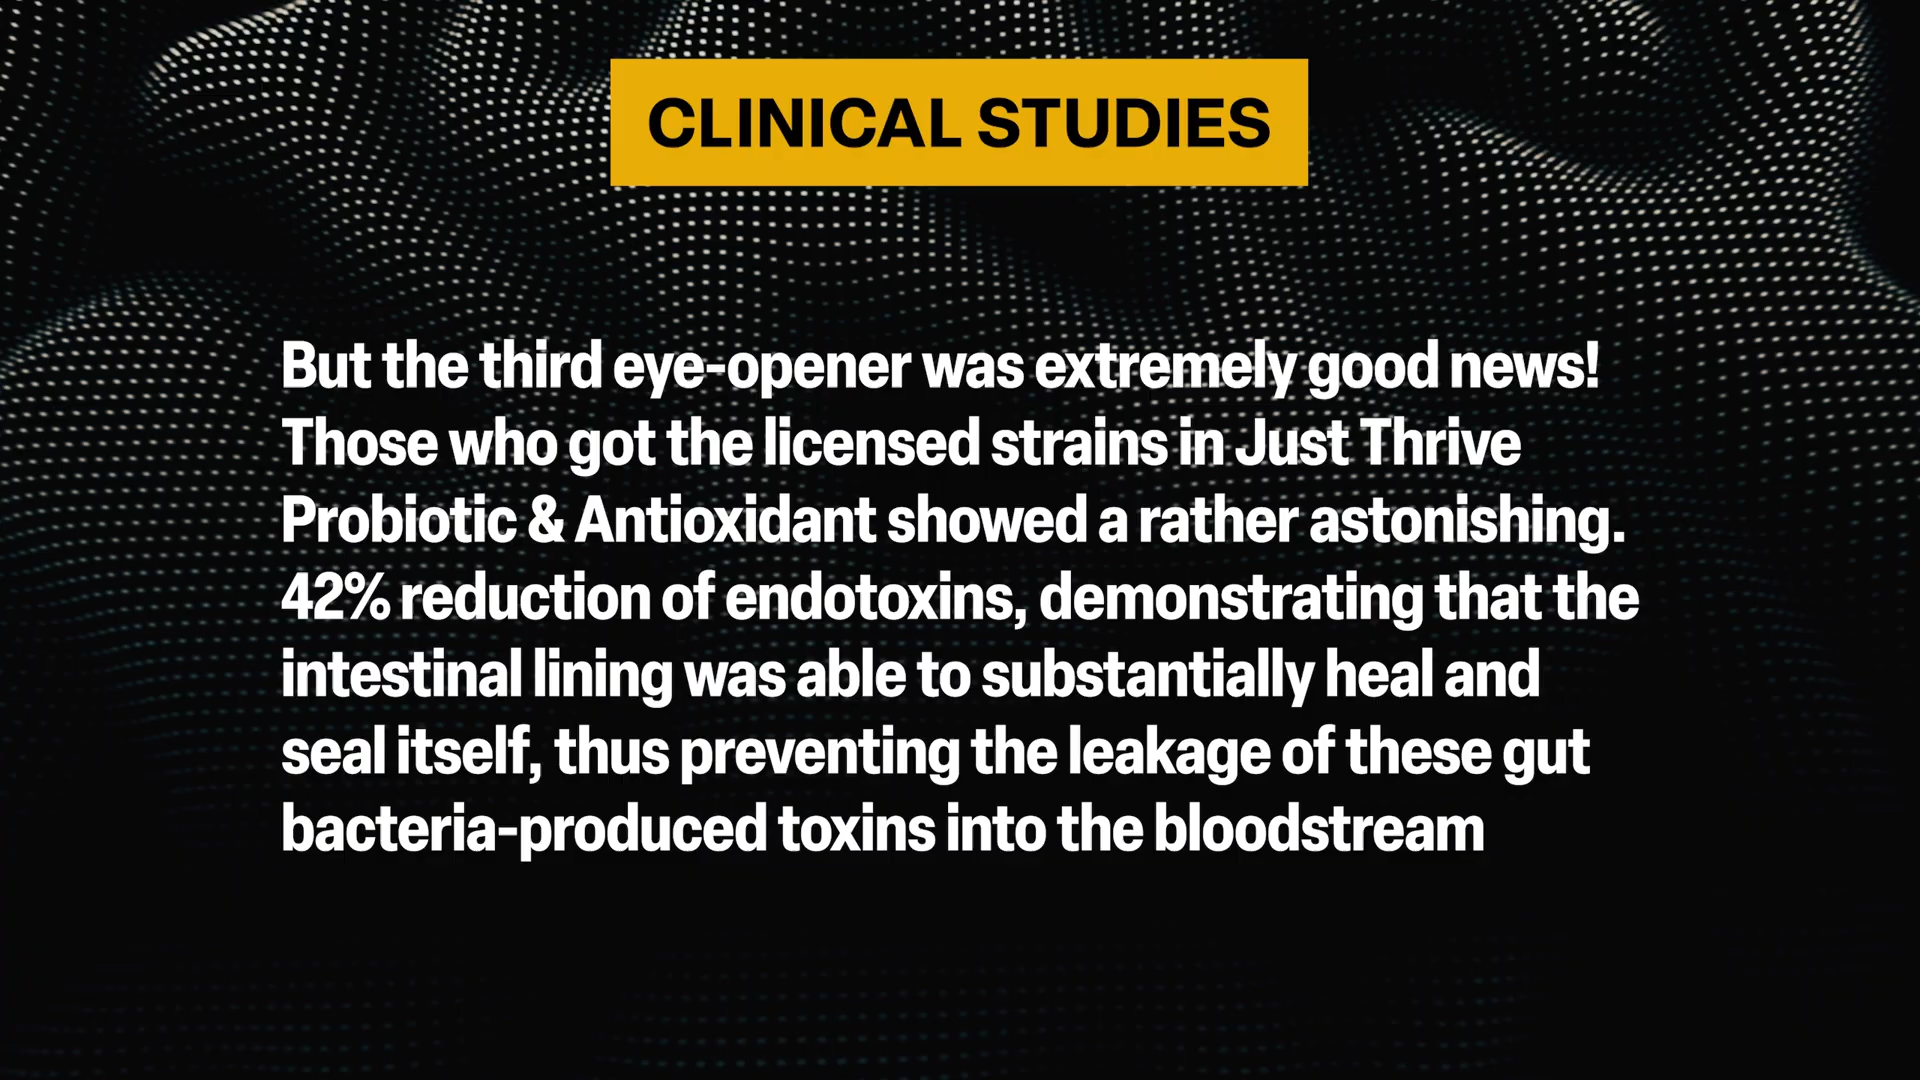 CLINICAL STUDIES
But the third eye-opener was extremely good news!
Those who got the licensed strains in Just Thrive
Probiotic & Antioxidant showed a rather astonishing.
42% reduction of endotoxins, demonstrating that the
intestinal lining was able to substantially heal and
seal itself, thus preventing the leakage of these gut
bacteria-produced toxins into the bloodstream